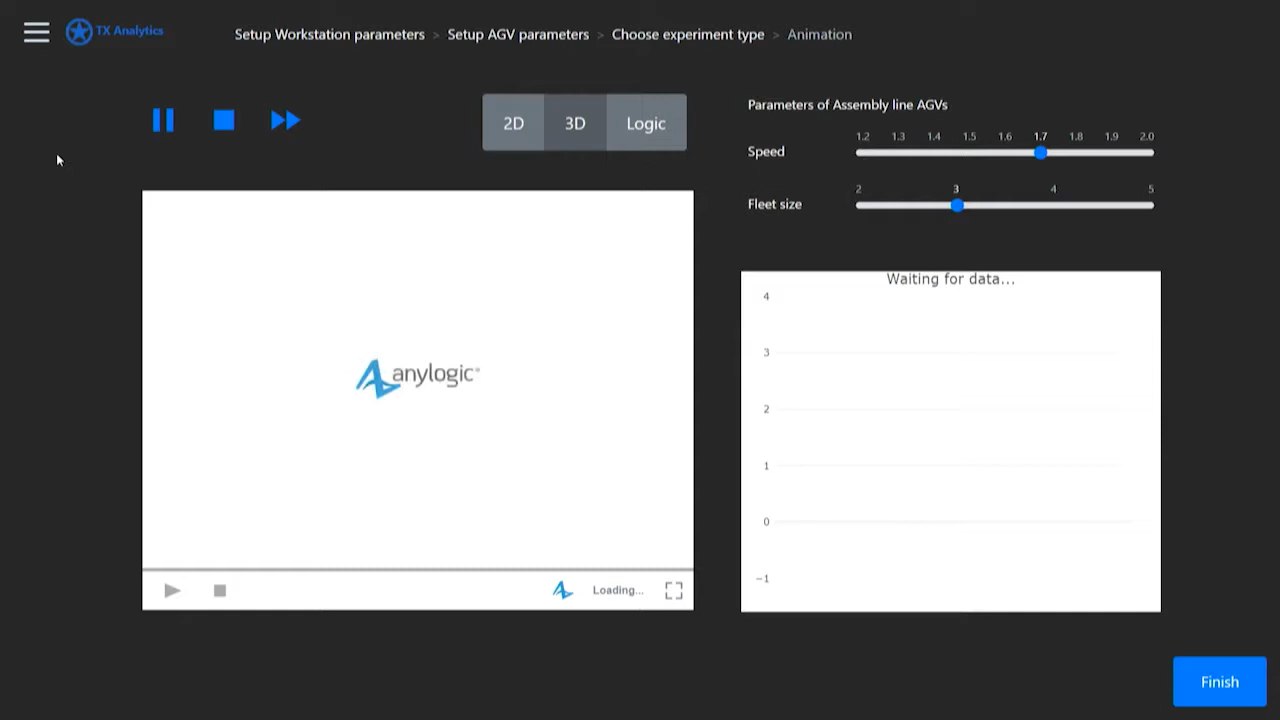 TX Analytics
Setup Workstation parameters > Setup AGV parameters > Choose experiment type > Animation
2D 3D Logic
Parameters of Assembly line AGVs
1.2 1.3 1.4 1.5 1.6 1.7 1.8 1.9 2.0
Speed
2 3 4 5
Fleet size
anylogic
Loading...
Waiting for data...
4
3
2
1
0
−1
Finish